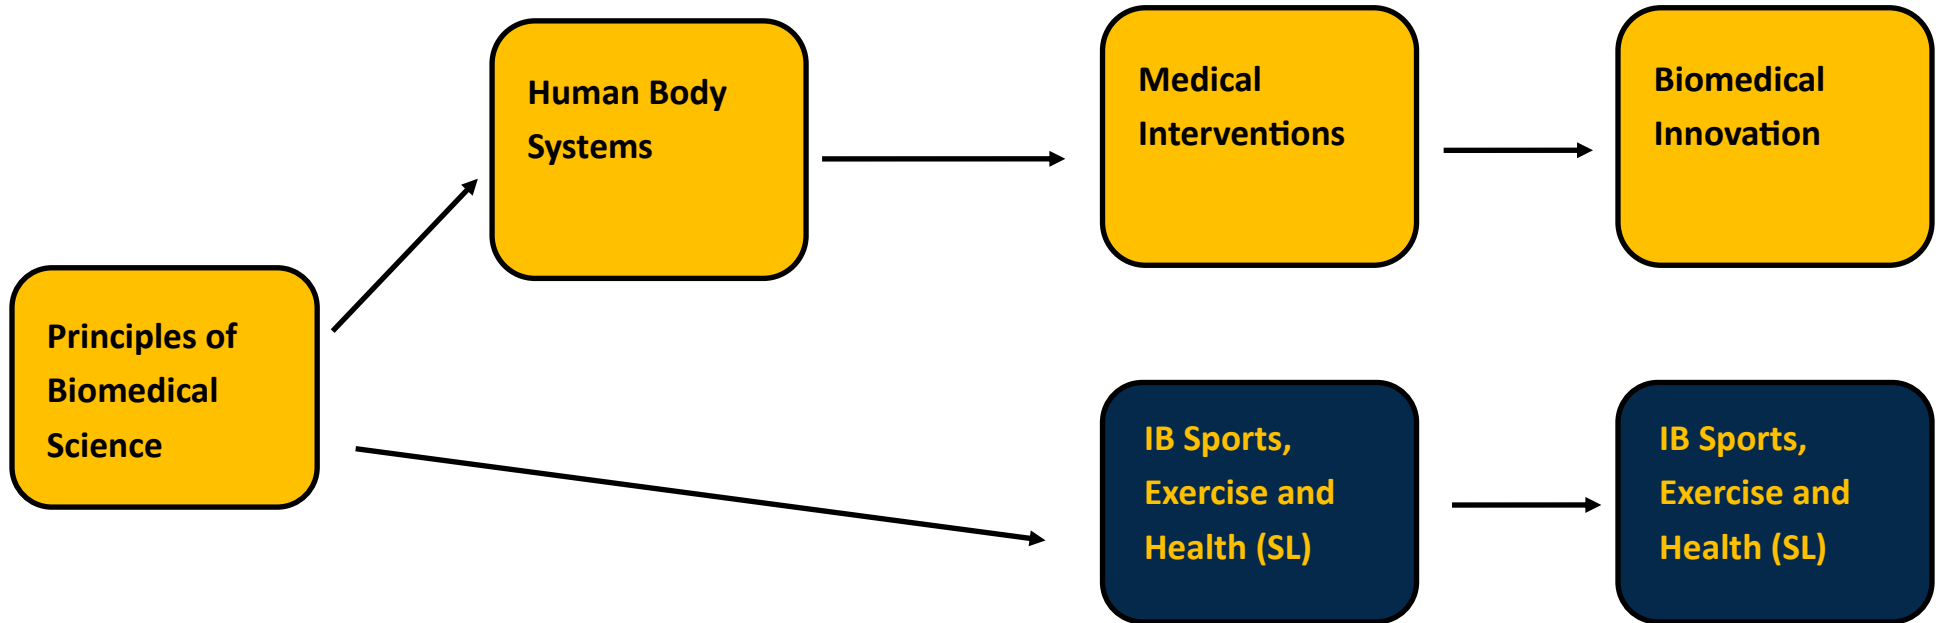 Human Body
Systems
Medical
Interventions
Biomedical
Innovation
Principles of
Biomedical
Science
IB Sports,
Exercise and
Health (SL)
IB Sports,
Exercise and
Health (SL)